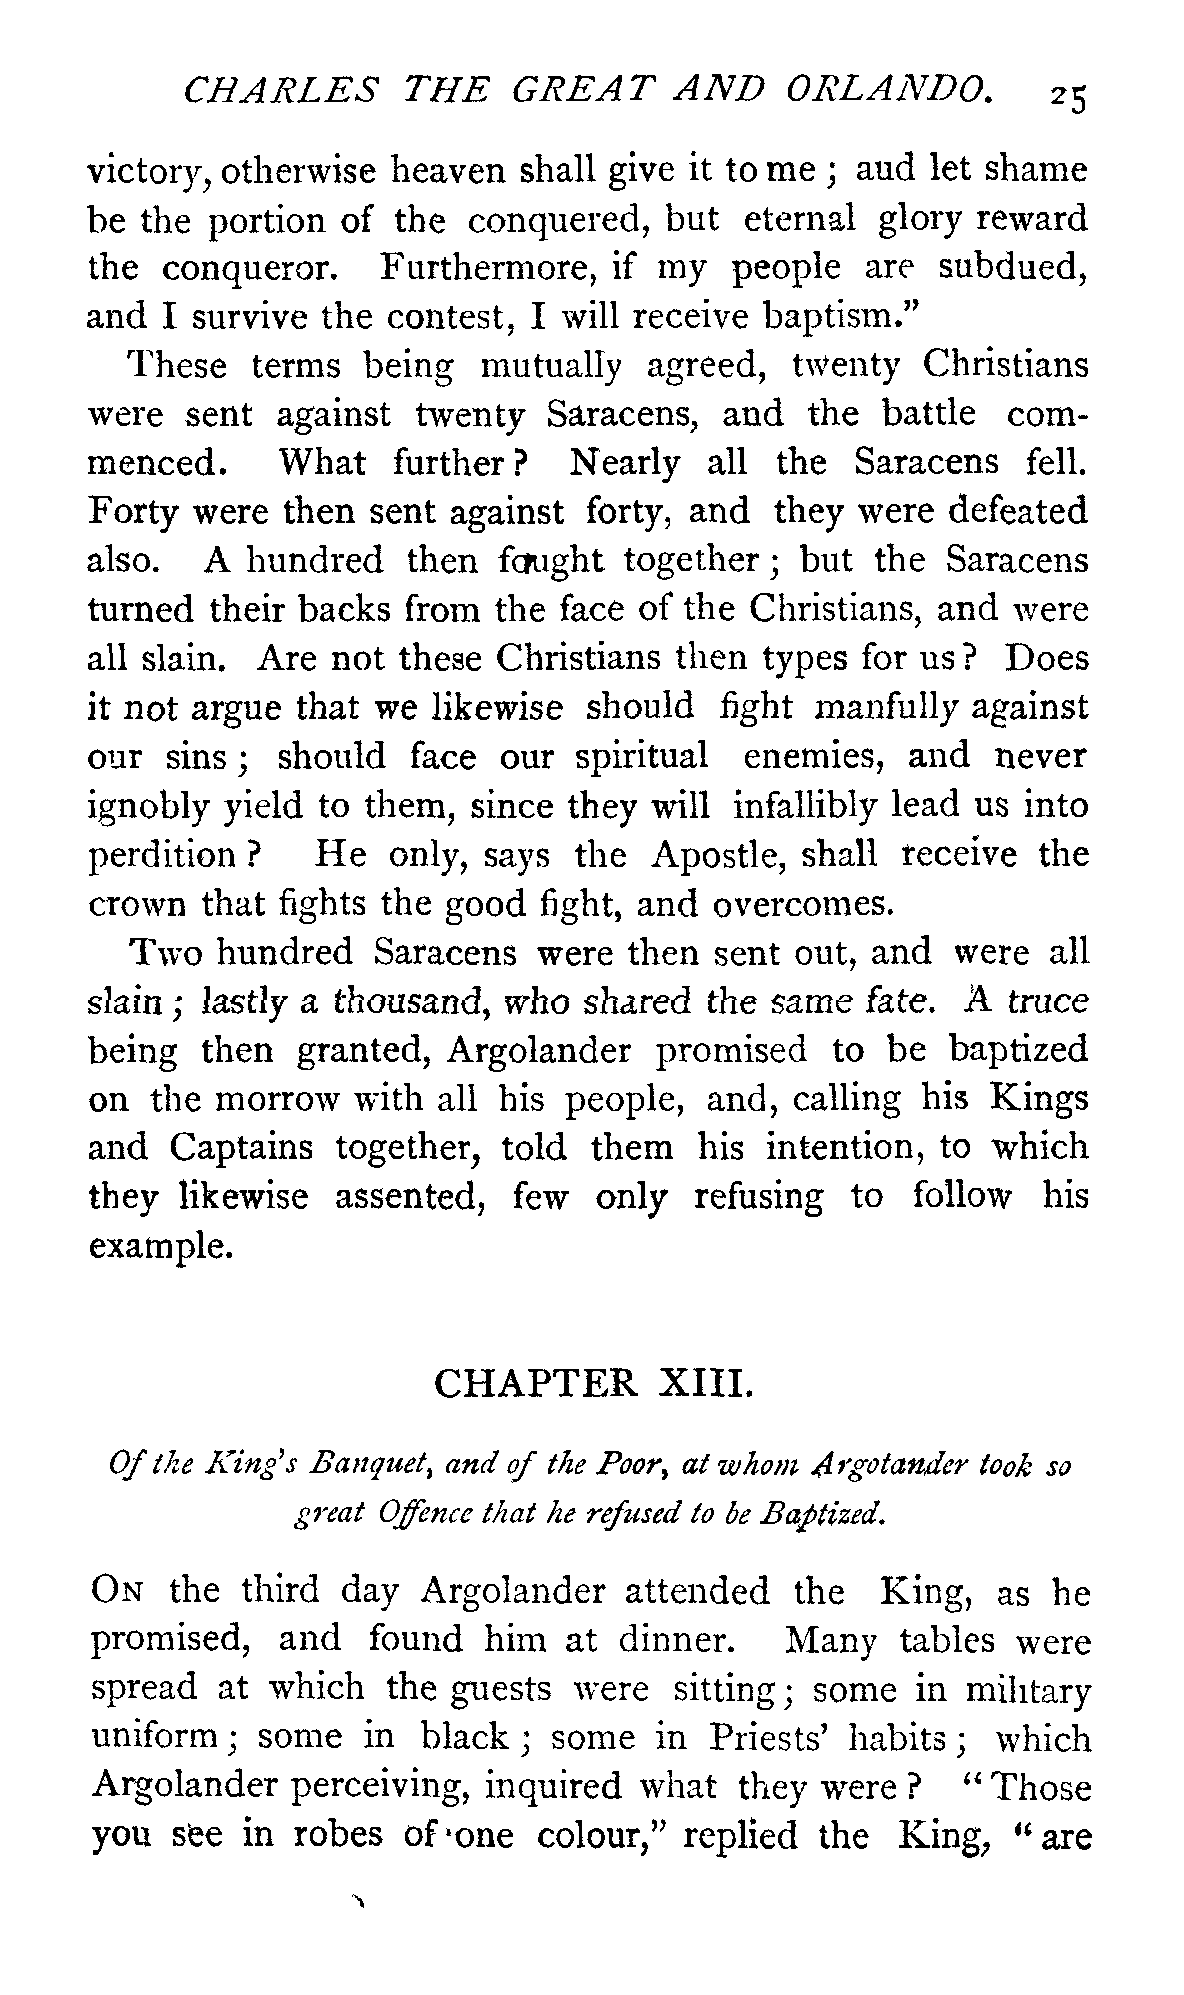 CHARLES THE GREAT AND ORLANDO. 25
victory, otherwise heaven shall give it to me ; aud let shame
be the portion of the conquered, but eternal glory reward
the conqueror. Furthermore, if my people are subdued,
and I survive the contest, I will receive baptism."
These terms being mutually agreed, twenty Christians
were sent against twenty Saracens, and the battle com-
menced. What further ? Nearly all the Saracens fell.
Forty were then sent against forty, and they were defeated
also. A hundred then fought together ; but the Saracens
turned their backs from the face of the Christians, and were
all slain. Are not these Christians then types for us ? Does
it not argue that we likewise should fight manfully against
our sins ; should face our spiritual enemies, and never
ignobly yield to them, since they will infallibly lead us into
perdition ? He only, says the Apostle, shall receive the
crown that fights the good fight, and overcomes.
Two hundred Saracens were then sent out, and were all
slain ; lastly a thousand, who shared the same fate. A truce
being then granted, Argolander promised to be baptized
on the morrow with all his people, and, calling his Kings
and Captains together, told them his intention, to which
they likewise assented, few only refusing to follow his
example.
CHAPTER XIII.
Of the King's Banquet, and of the Poor, at whom Argotander took so
great Offence that he refused to be Baptized.
ON the third day Argolander attended the King, as he
promised, and found him at dinner. Many tables were
spread at which the guests were sitting ; some in military
uniform ; some in black ; some in Priests' habits ; which
Argolander perceiving, inquired what they were ? "Those
you see in robes of one colour," replied the King, "are